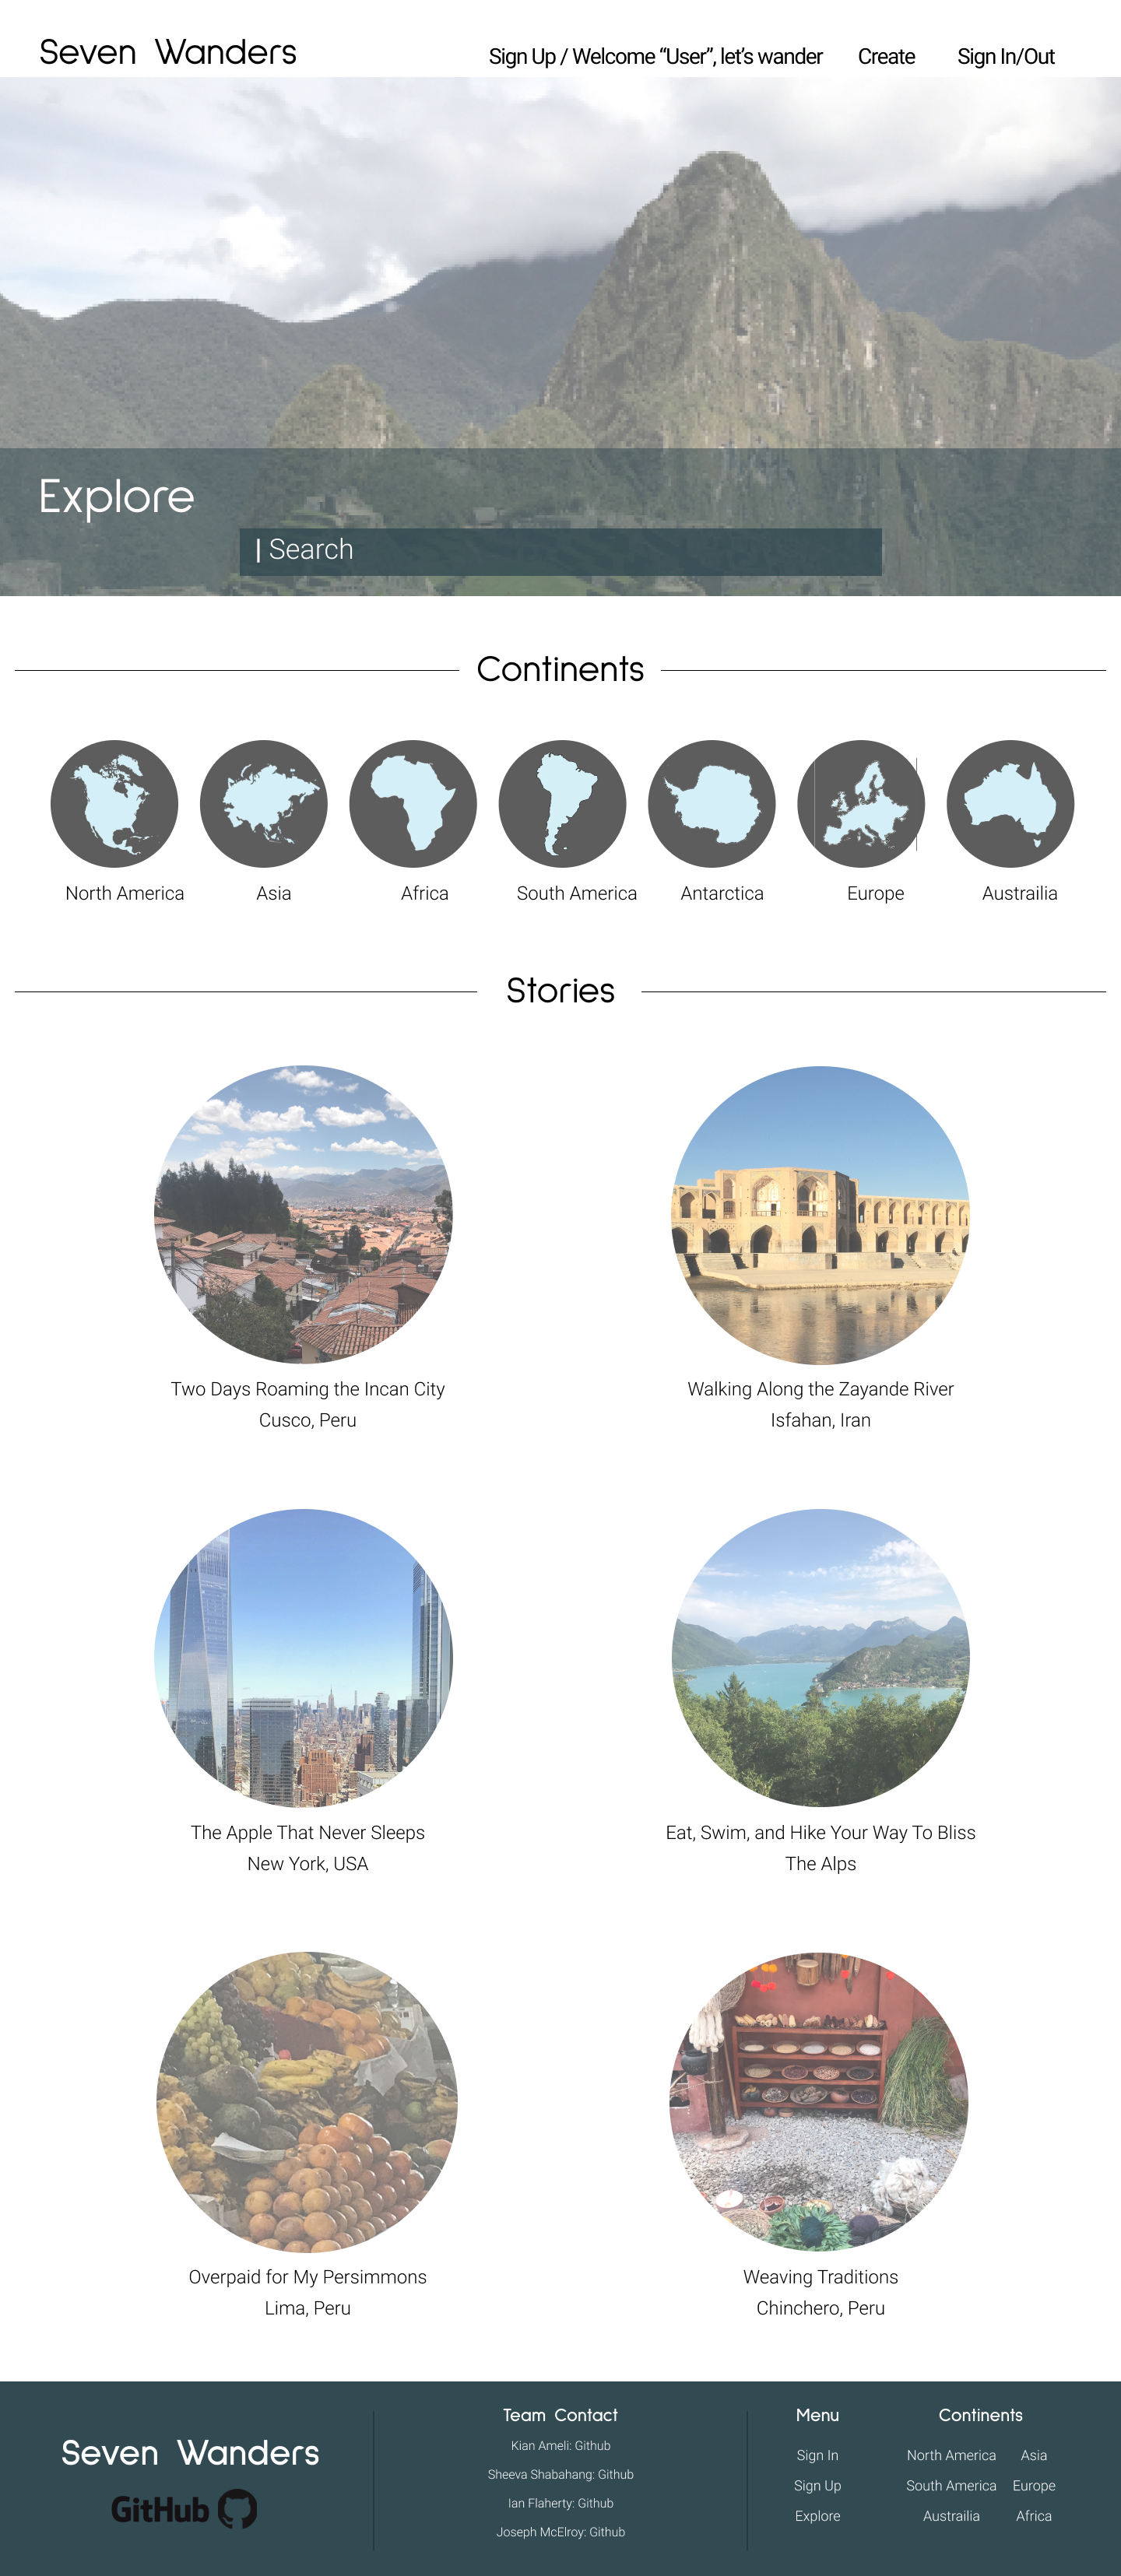 Seven Wanders
Sign Up / Welcome “User”, let’s wander Create Sign In/Out
Explore
| Search
Continents
North America Asia Africa South America Antarctica Europe Austrailia
Stories
Two Days Roaming the Incan City
Cusco, Peru
Walking Along the Zayande River
Isfahan, Iran
The Apple That Never Sleeps
New York, USA
Eat, Swim, and Hike Your Way To Bliss
The Alps
Overpaid for My Persimmons
Lima, Peru
Weaving Traditions
Chinchero, Peru
Seven Wanders
GitHub
Team Contact
Kian Ameli: Github
Sheeva Shabahang: Github
Ian Flaherty: Github
Joseph McElroy: Github
Menu
Sign In
Sign Up
Explore
Continents
North America Asia
South America Europe
Austrailia Africa